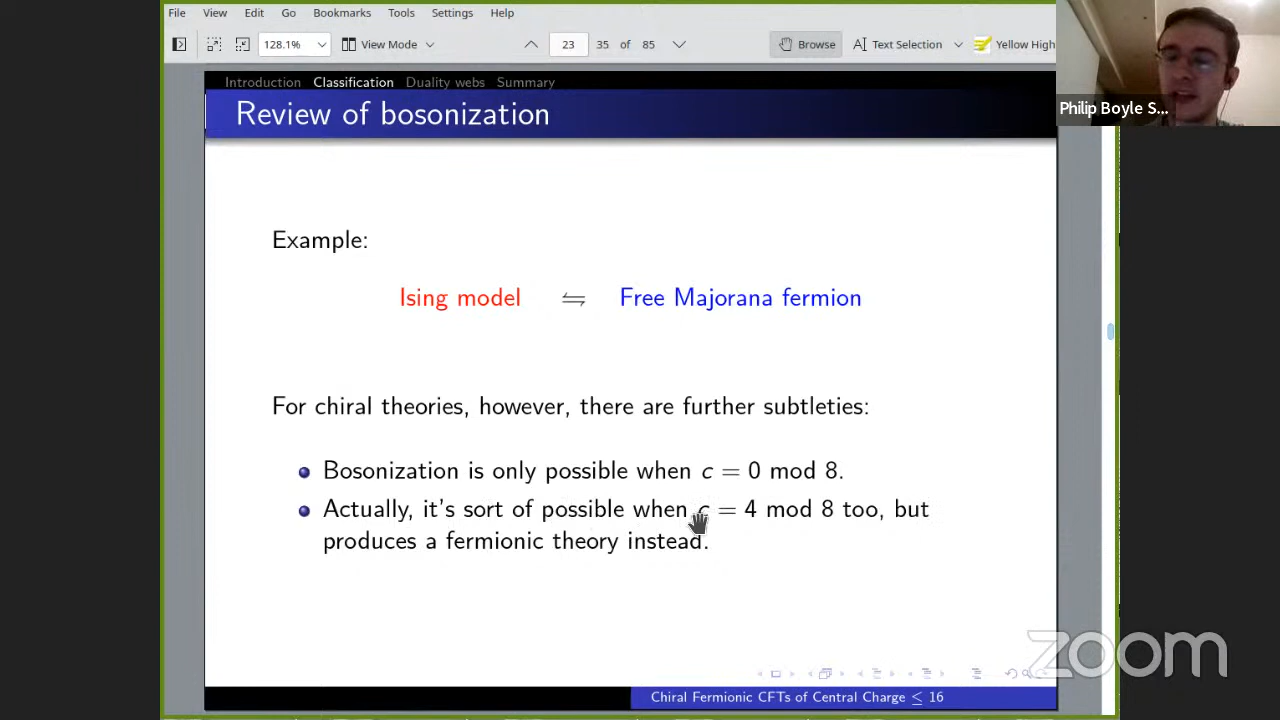 File View Edit Go Bookmarks Tools Settings Help
128.1% View Mode 23 35 of 85 Browse Text Selection Yellow High
Philip Boyle S...
Introduction Classification Duality webs Summary
Review of bosonization
Example:
Ising model ⇋ Free Majorana fermion
For chiral theories, however, there are further subtleties:
Bosonization is only possible when c = 0 mod 8.
Actually, it's sort of possible when c = 4 mod 8 too, but
produces a fermionic theory instead.
zoom
Chiral Fermionic CFTs of Central Charge ≤ 16